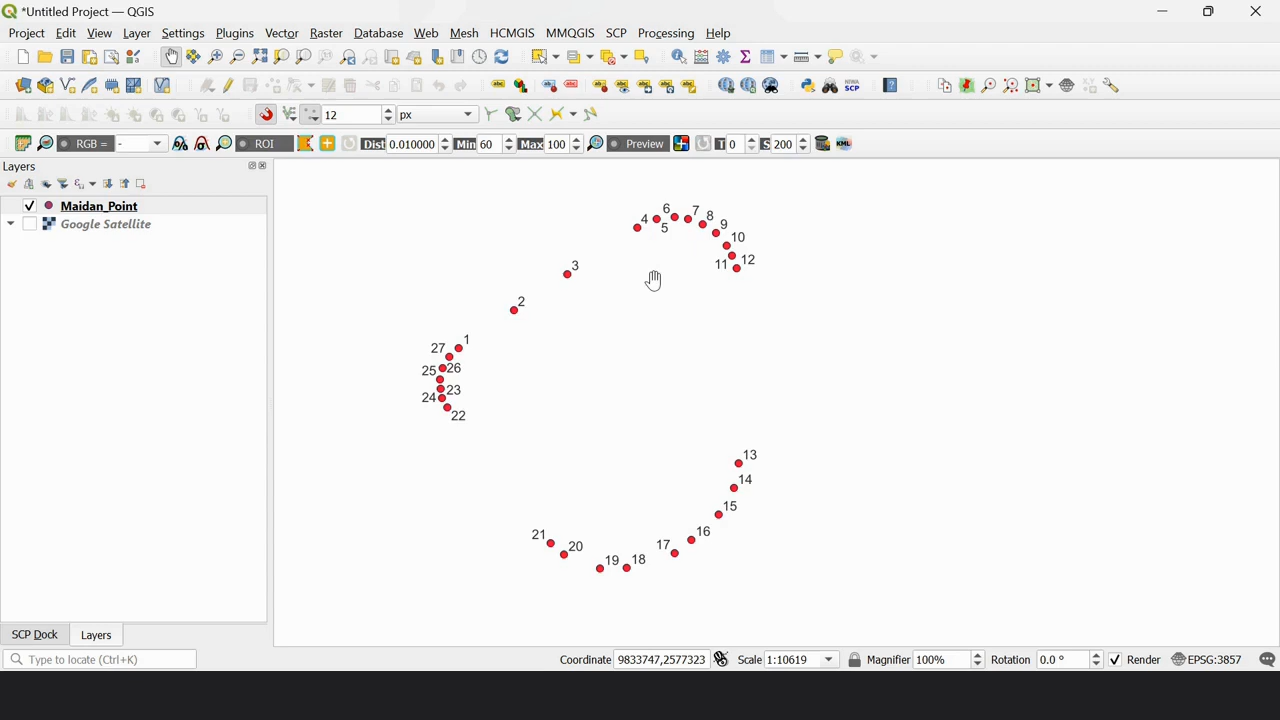 *Untitled Project — QGIS
Project Edit View Layer Settings Plugins Vector Raster Database Web Mesh HCMGIS MMQGIS SCP Processing Help
12 px
RGB = - ROI Dist 0.010000 Min 60 Max 100 Preview T 0 S 200 KML
Layers
Maidan_Point
Google Satellite
6
4 7
8
5 9
10
11 12
3
2
1
27
25 26
23
24
22
13
14
15
16
21 17
20
19 18
SCP Dock Layers
Type to locate (Ctrl+K) Coordinate 9833747,2577323 Scale 1:10619 Magnifier 100% Rotation 0.0 ° Render EPSG:3857